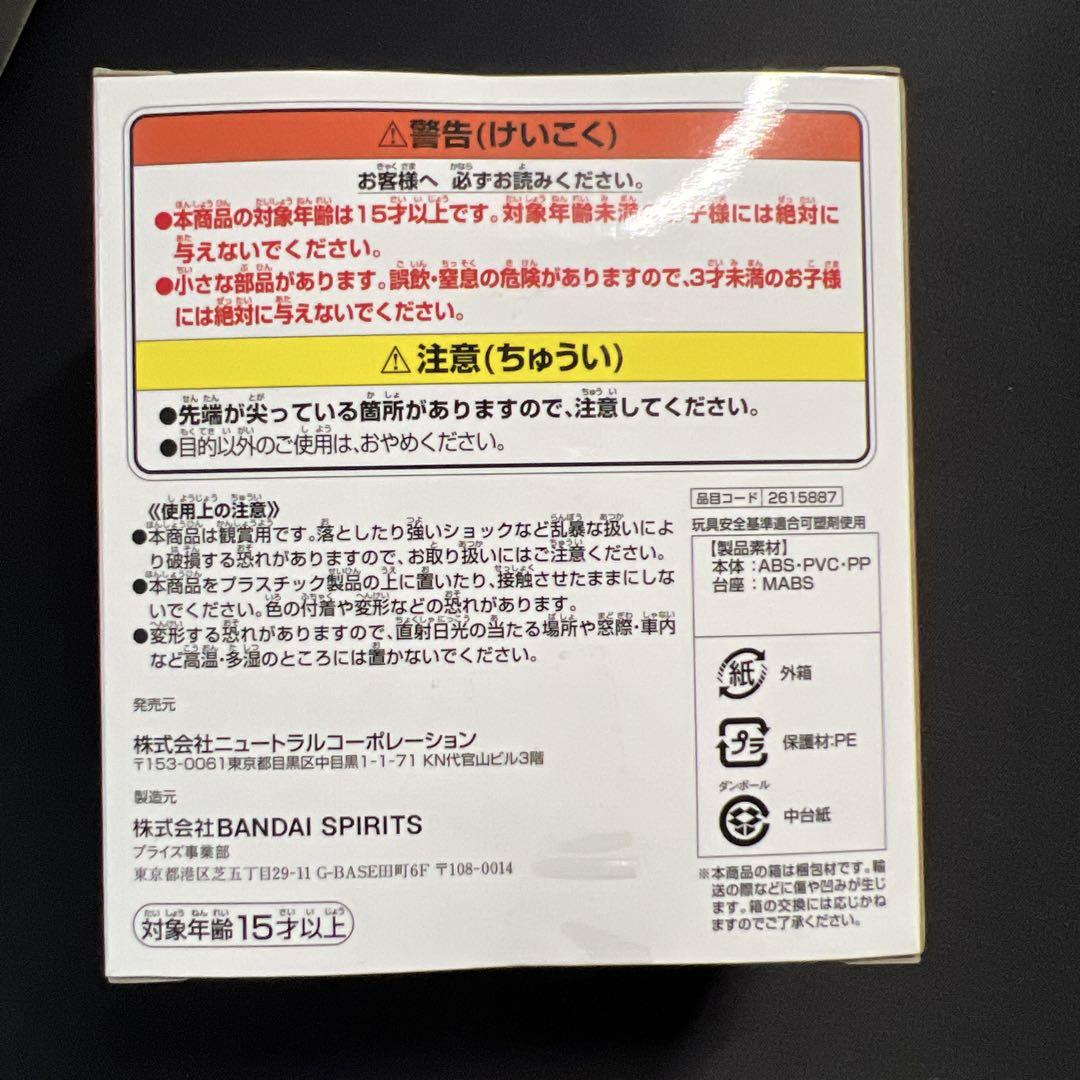 ⚠警告(けいこく)
お客様へ 必ずお読みください。
●本商品の対象年齢は15才以上です。対象年齢未満のお子様には絶対に
与えないでください。
●小さな部品があります。誤飲・窒息の危険がありますので、3才未満のお子様
には絶対に与えないでください。
⚠注意(ちゅうい)
●先端が尖っている箇所がありますので、注意してください。
●目的以外のご使用は、おやめください。
《使用上の注意》
●本商品は観賞用です。落としたり強いショックなど乱暴な扱いによ
り破損する恐れがありますので、お取り扱いにはご注意ください。
●本商品をプラスチック製品の上に置いたり、接触させたままにしな
いでください。色の付着や変形などの恐れがあります。
●変形する恐れがありますので、直射日光の当たる場所や窓際・車内
など高温・多湿のところには置かないでください。
発売元
株式会社ニュートラルコーポレーション
〒153-0061東京都目黒区中目黒1-1-71 KN代官山ビル3階
製造元
株式会社BANDAI SPIRITS
プライズ事業部
東京都港区芝五丁目29-11 G-BASE田町6F 〒108-0014
対象年齢15才以上
品目コード 2615887
玩具安全基準適合可塑剤使用
【製品素材】
本体:ABS・PVC・PP
台座:MABS
紙 外箱
プラ 保護材:PE
ダンボール
中台紙
※本商品の箱は梱包材です。輸
送の際などに傷や凹みが生じ
ます。箱の交換には応じかね
ますのでご了承ください。